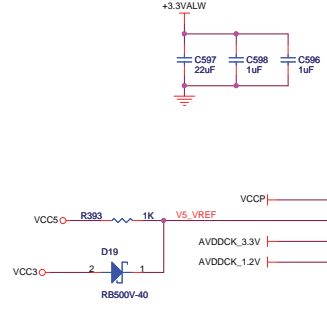 +3.3VALW
C597 C598 C596
22uF 1uF 1uF
VCCP
R393 1K V5_VREF
VCC5
AVDDCK_3.3V
D19
AVDDCK_1.2V
VCC3 2 1
RB500V-40